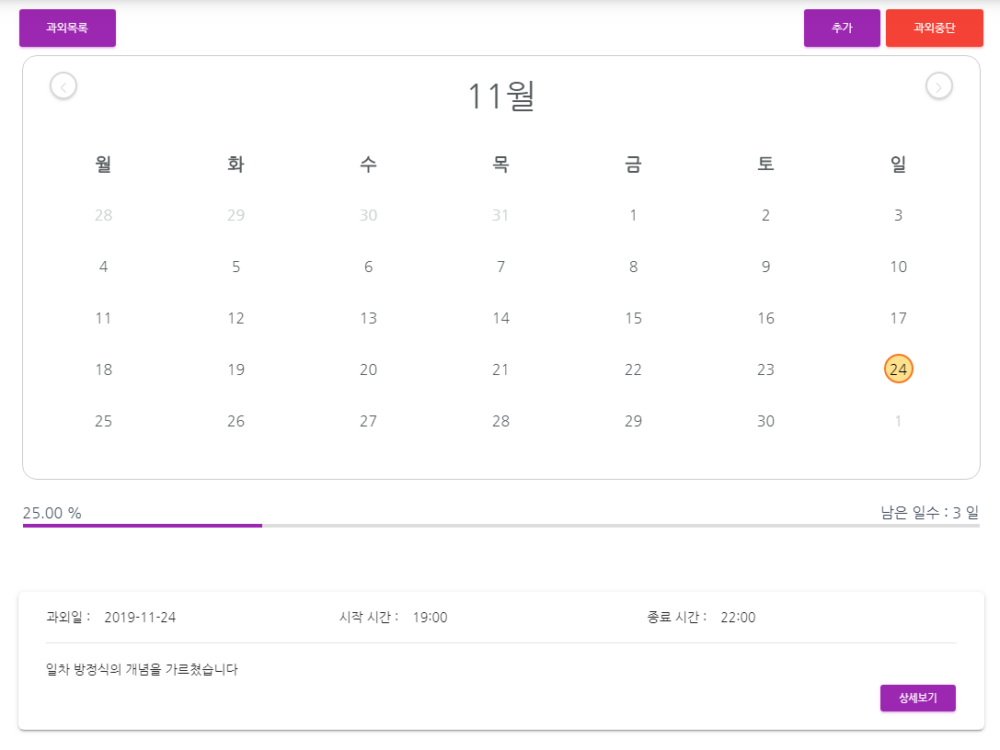 과외목록 추가 과외중단
11월
월 화 수 목 금 토 일
28 29 30 31 1 2 3
4 5 6 7 8 9 10
11 12 13 14 15 16 17
18 19 20 21 22 23 24
25 26 27 28 29 30 1
25.00 % 남은 일수 : 3 일
과외일 : 2019-11-24 시작 시간 : 19:00 종료 시간 : 22:00
일차 방정식의 개념을 가르쳤습니다
상세보기